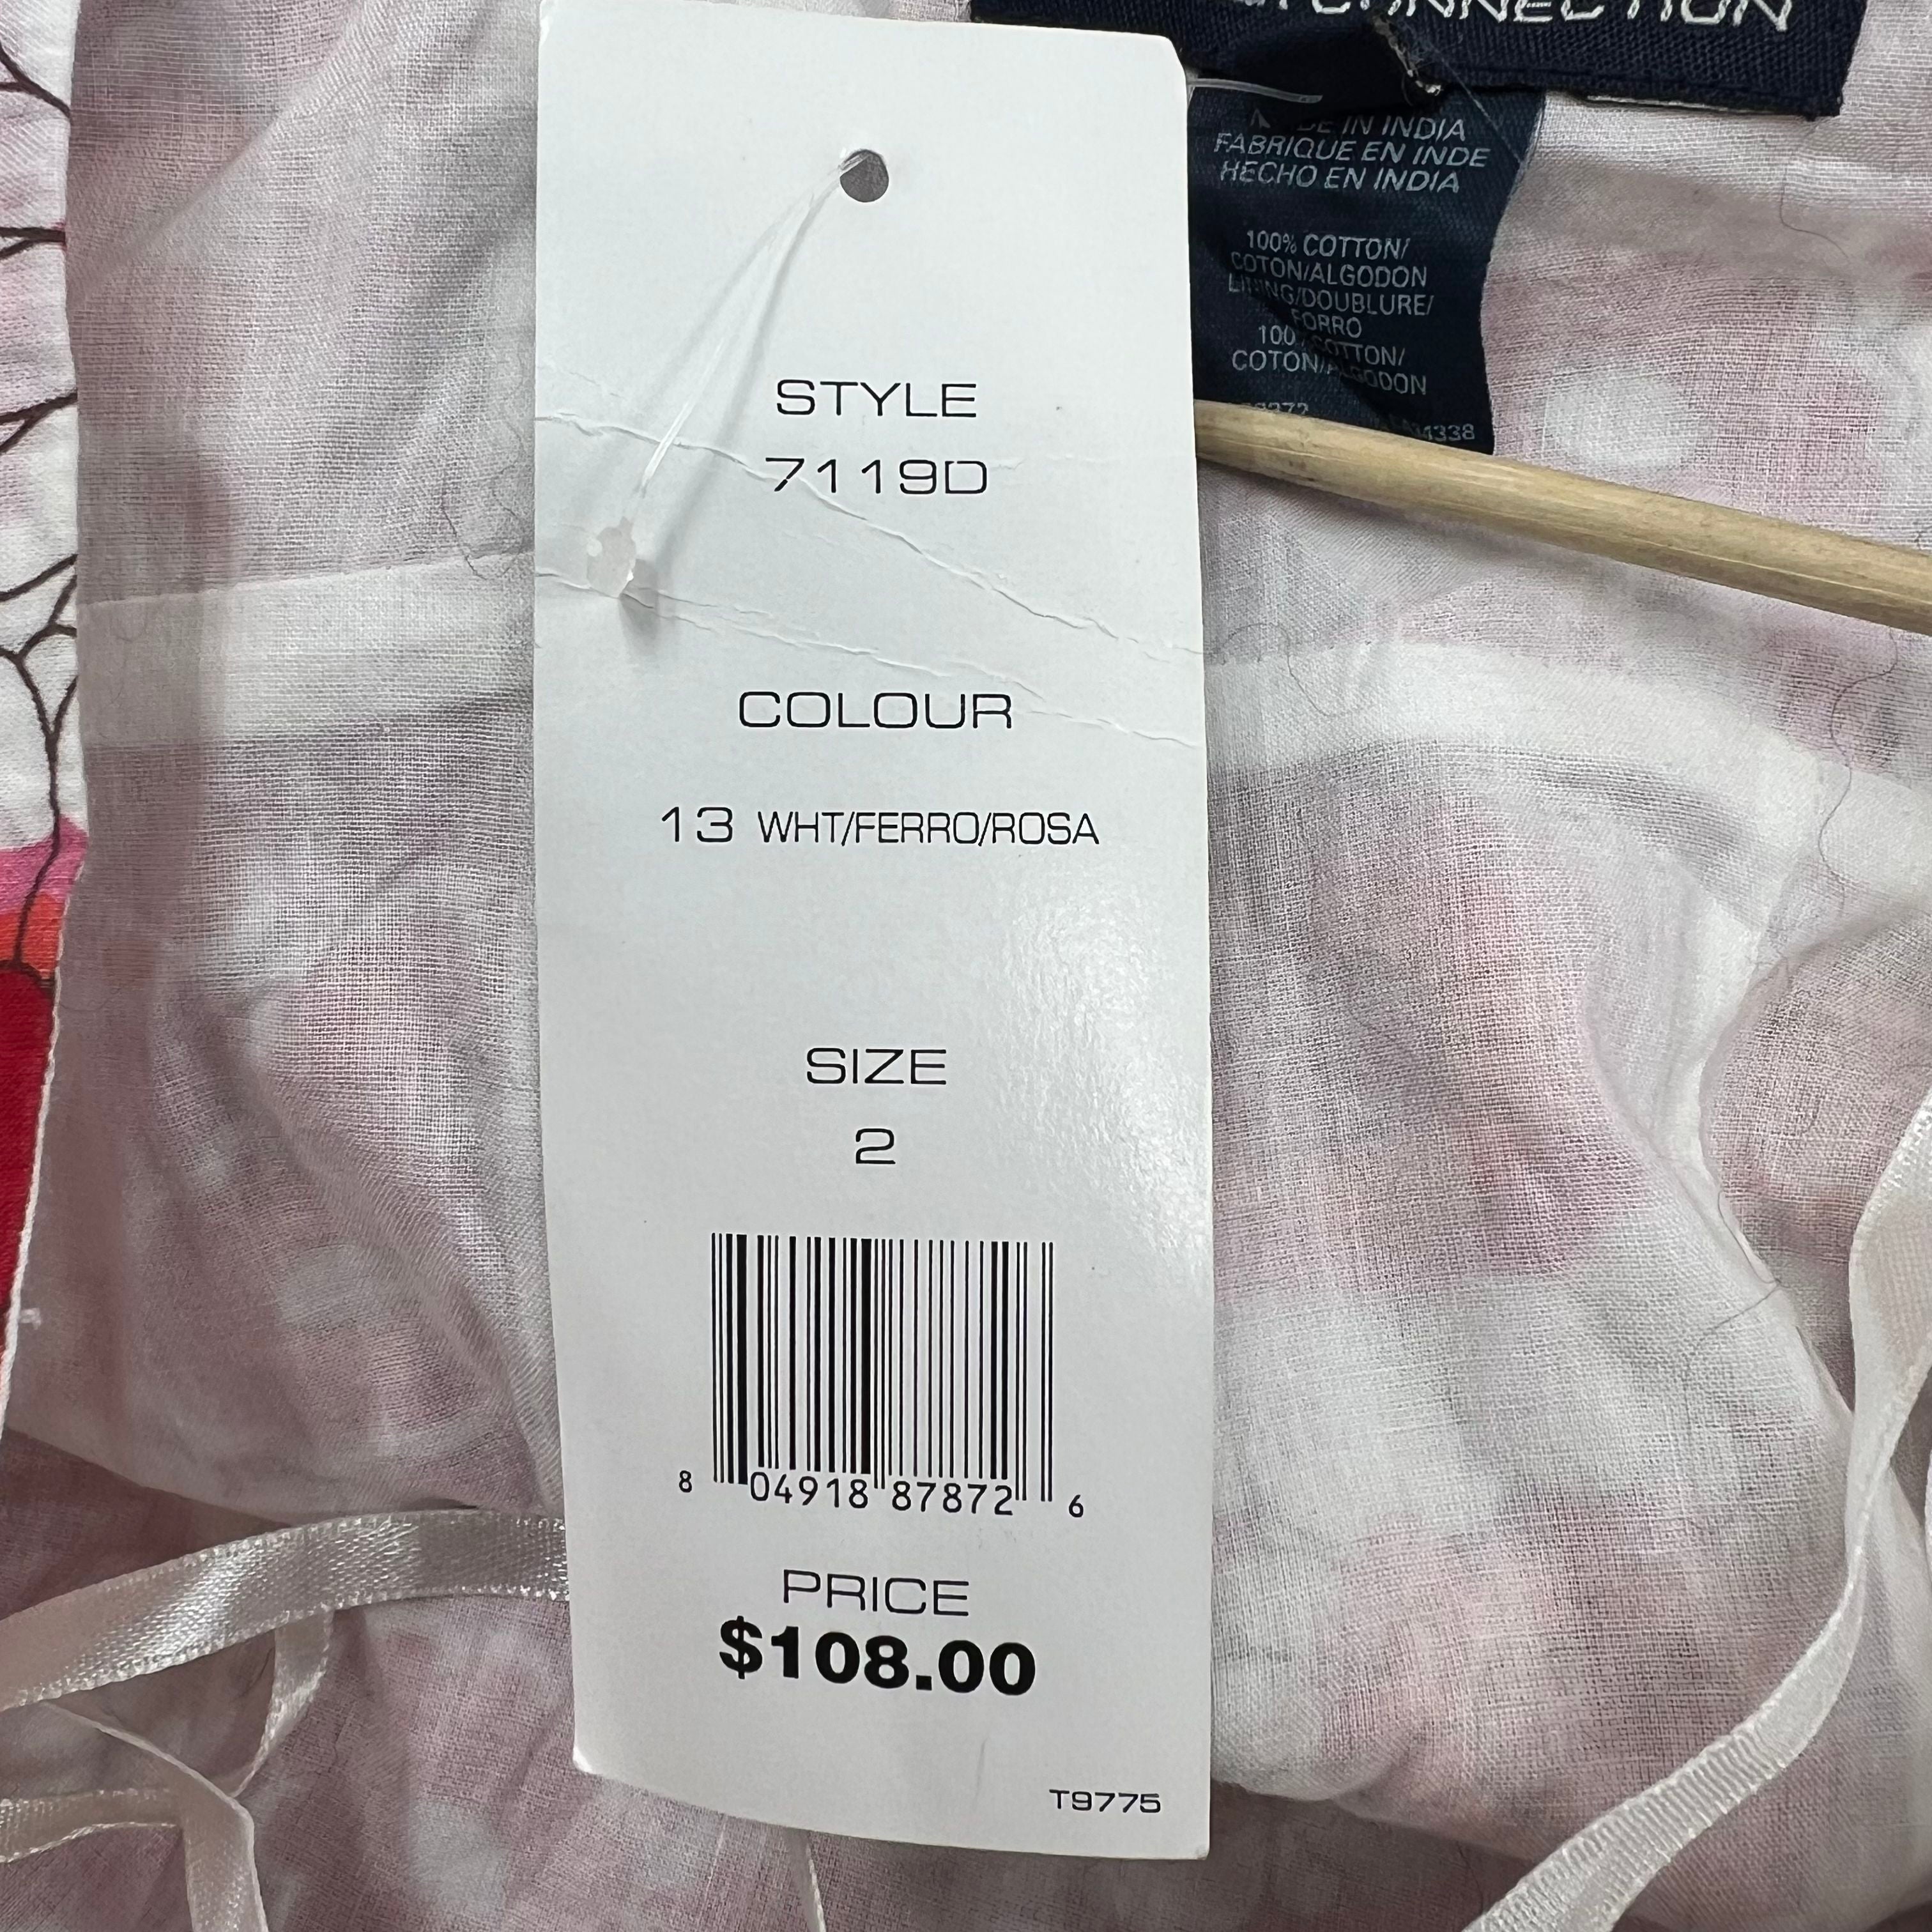 CONNECTION
IN INDIA
FABRIQUE EN INDE
HECHO EN INDIA
100% COTTON/
COTON/ALGODON
LINING/DOUBLURE/
FORRO
100% COTTON/
COTON/ALGODON
STYLE
7119D
COLOUR
13 WHT/FERRO/ROSA
SIZE
2
8 04918 87872 6
PRICE
$108.00
T9775